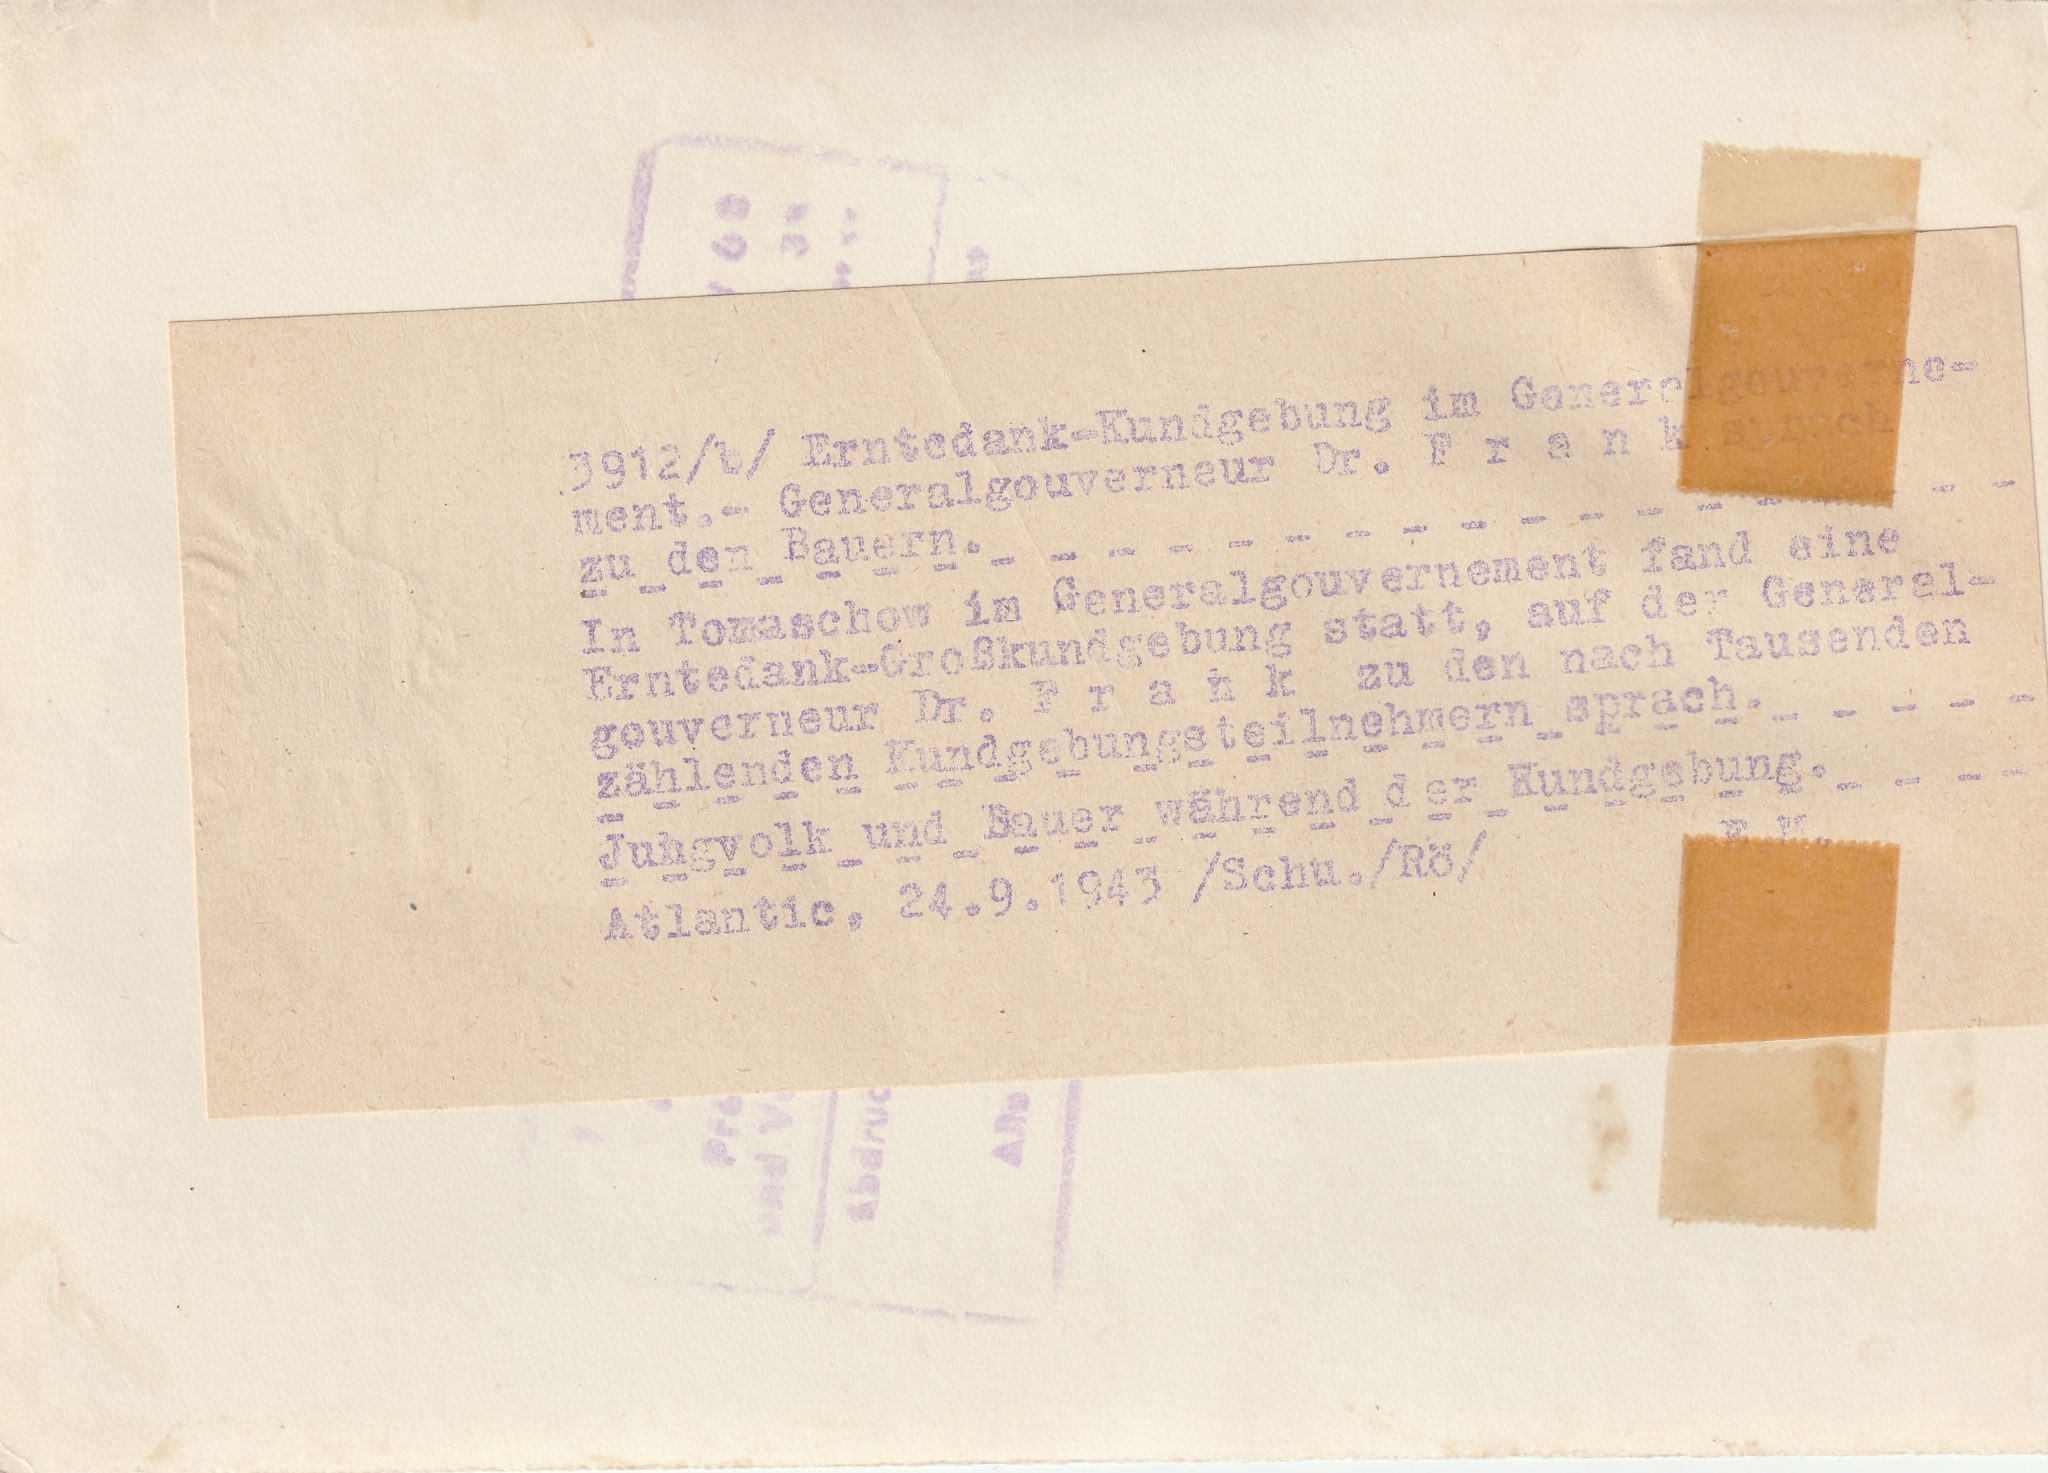 3912/b/ Erntedank-Kundgebung im Generalgouverne-
ment.- Generalgouverneur Dr. F r a n k
zu den Bauern.
In Tomaschow im Generalgouvernement fand eine
Erntedank-Großkundgebung statt, auf der General-
gouverneur Dr. F r a n k zu den nach Tausenden
zählenden Kundgebungsteilnehmern sprach.
Jungvolk und Bauer während der Kundgebung.
Atlantic, 24.9.1943 /Schu./Rö/